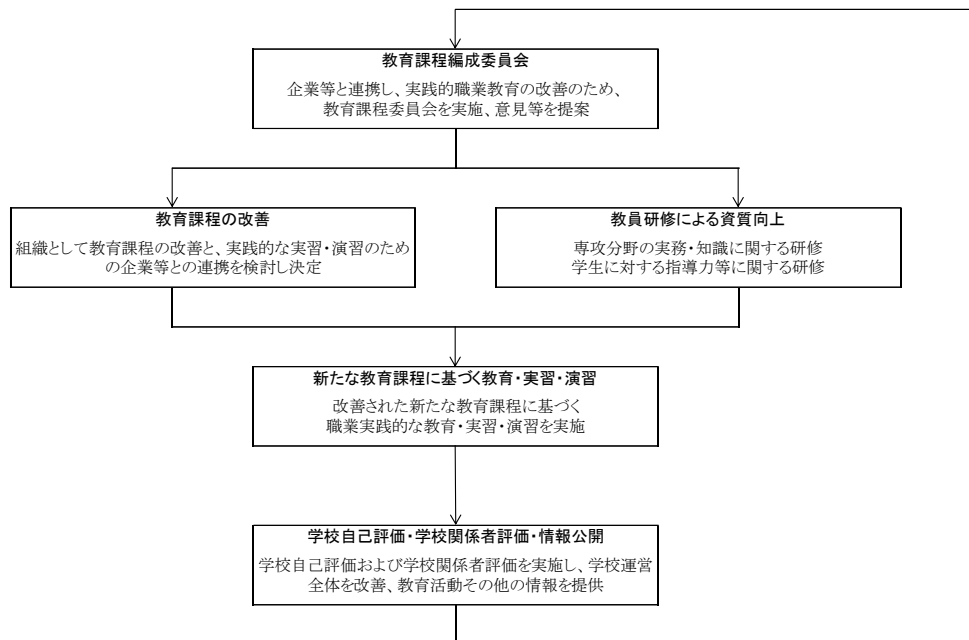 教育課程編成委員会
企業等と連携し、実践的職業教育の改善のため、
教育課程委員会を実施、意見等を提案
教育課程の改善
組織として教育課程の改善と、実践的な実習・演習のため
の企業等との連携を検討し決定
教員研修による資質向上
専攻分野の実務・知識に関する研修
学生に対する指導力等に関する研修
新たな教育課程に基づく教育・実習・演習
改善された新たな教育課程に基づく
職業実践的な教育・実習・演習を実施
学校自己評価・学校関係者評価・情報公開
学校自己評価および学校関係者評価を実施し、学校運営
全体を改善、教育活動その他の情報を提供